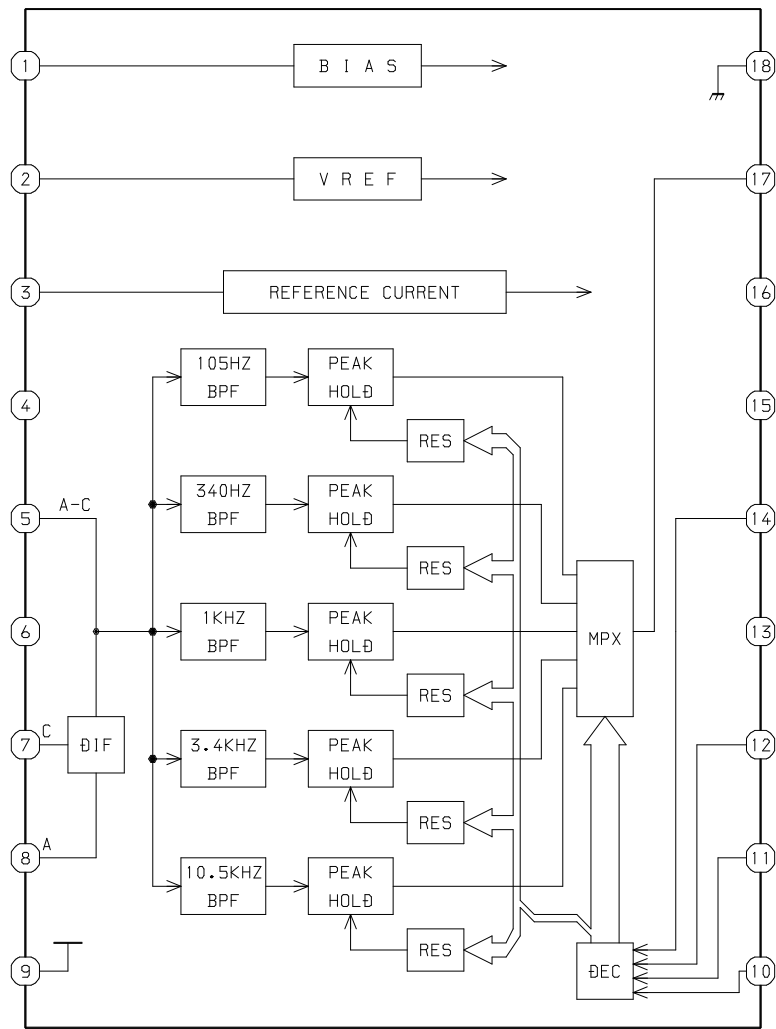 1
B I A S
18
2
V R E F
17
3
REFERENCE CURRENT
16
105HZ
BPF
PEAK
HOLD
4
15
RES
340HZ
BPF
PEAK
HOLD
A-C
5
14
RES
1KHZ
BPF
PEAK
HOLD
6
MPX
13
RES
3.4KHZ
BPF
PEAK
HOLD
C
7
DIF
12
RES
A
8
11
10.5KHZ
BPF
PEAK
HOLD
RES
9
DEC
10